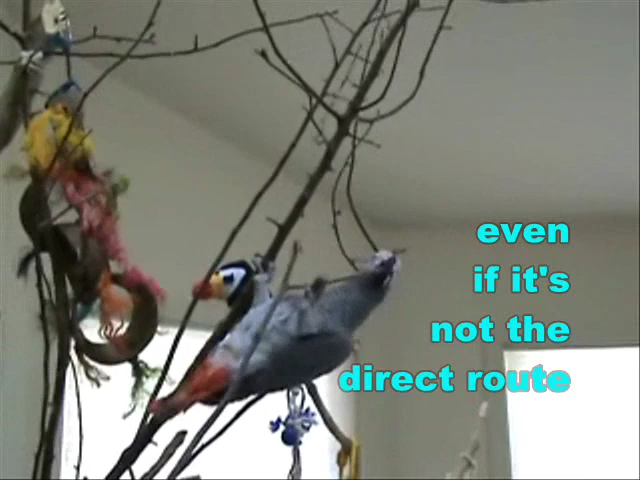 even
if it's
not the
direct route